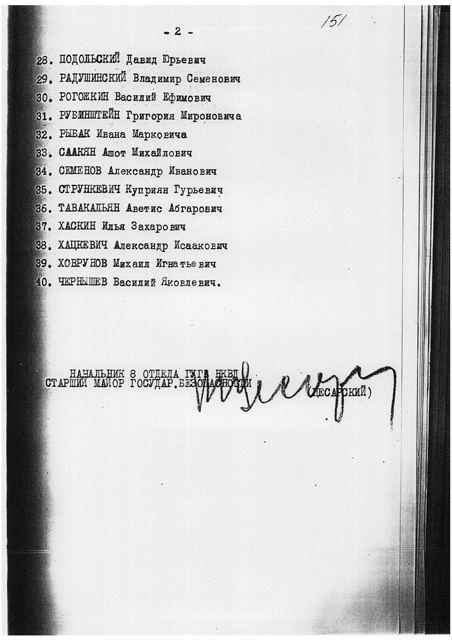 - 2 -
151
28. ПОДОЛЬСКИЙ Давид Юрьевич
29. РАДУШИНСКИЙ Владимир Семенович
30. РОГОЖКИН Василий Ефимович
31. РУБИНШТЕЙН Григория Мироновича
32. РЫБАК Ивана Марковича
33. СААКЯН Ашот Михайлович
34. СЕМЕНОВ Александр Иванович
35. СТРУНКЕВИЧ Куприян Гурьевич
36. ТАВАКАЛЬЯН Аветис Абгарович
37. ХАСКИН Илья Захарович
38. ХАЦКЕВИЧ Александр Исаакович
39. ХОВРУНОВ Михаил Игнатьевич
40. ЧЕРНЫШЕВ Василий Яковлевич.
НАЧАЛЬНИК 8 ОТДЕЛА ГУГБ НКВД
СТАРШИЙ МАЙОР ГОСУДАР.БЕЗОПАСНОСТИ
(ЦЕСАРСКИЙ)